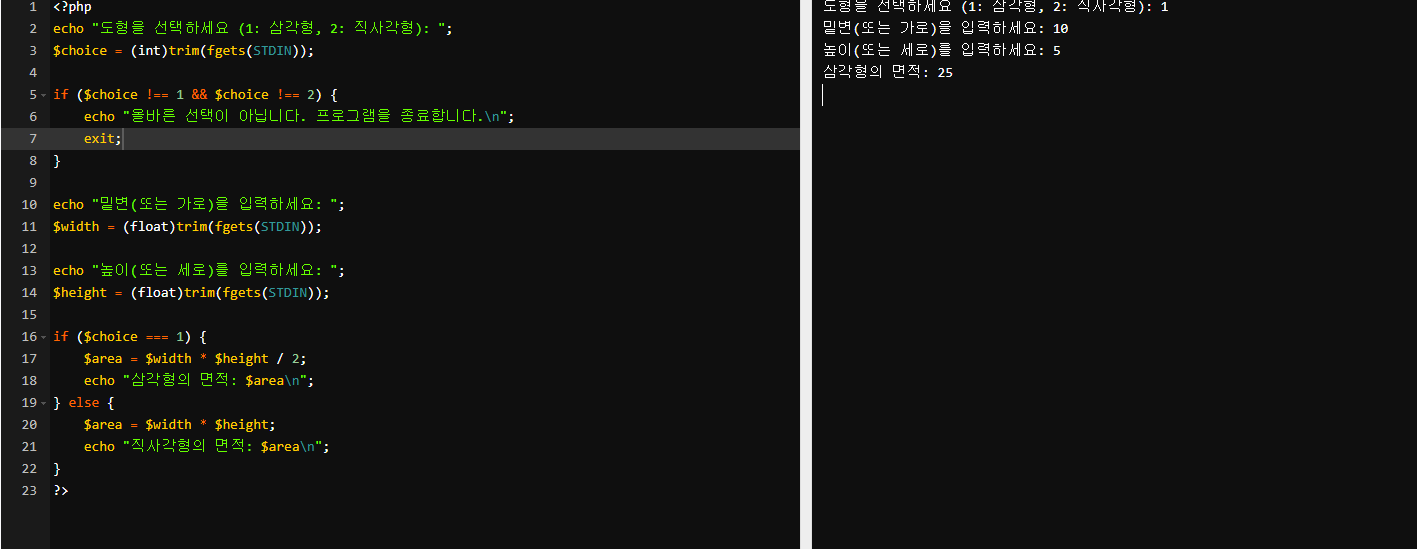 1 <?php
2 echo "도형을 선택하세요 (1: 삼각형, 2: 직사각형): ";
3 $choice = (int)trim(fgets(STDIN));
4
5 if ($choice !== 1 && $choice !== 2) {
6 echo "올바른 선택이 아닙니다. 프로그램을 종료합니다.\n";
7 exit;
8 }
9
10 echo "밑변(또는 가로)을 입력하세요: ";
11 $width = (float)trim(fgets(STDIN));
12
13 echo "높이(또는 세로)를 입력하세요: ";
14 $height = (float)trim(fgets(STDIN));
15
16 if ($choice === 1) {
17 $area = $width * $height / 2;
18 echo "삼각형의 면적: $area\n";
19 } else {
20 $area = $width * $height;
21 echo "직사각형의 면적: $area\n";
22 }
23 ?>
도형을 선택하세요 (1: 삼각형, 2: 직사각형): 1
밑변(또는 가로)을 입력하세요: 10
높이(또는 세로)를 입력하세요: 5
삼각형의 면적: 25